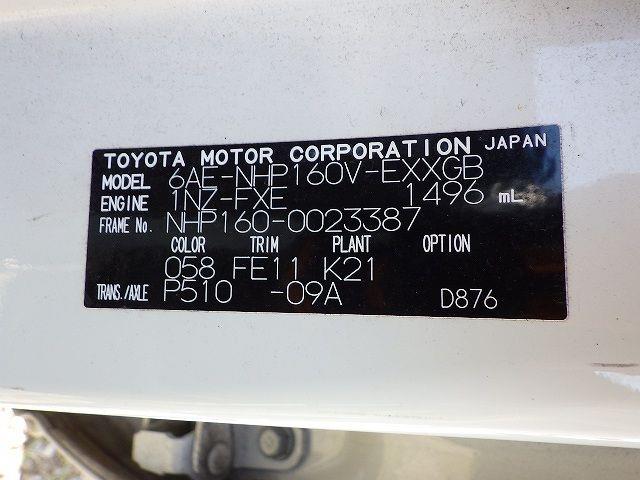 TOYOTA MOTOR CORPORATION JAPAN
MODEL 6AE-NHP160V-EXXGB
ENGINE 1NZ-FXE 1496 mL
FRAME No. NHP160-0023387
COLOR TRIM PLANT OPTION
058 FE11 K21
TRANS./AXLE P510 -09A D876